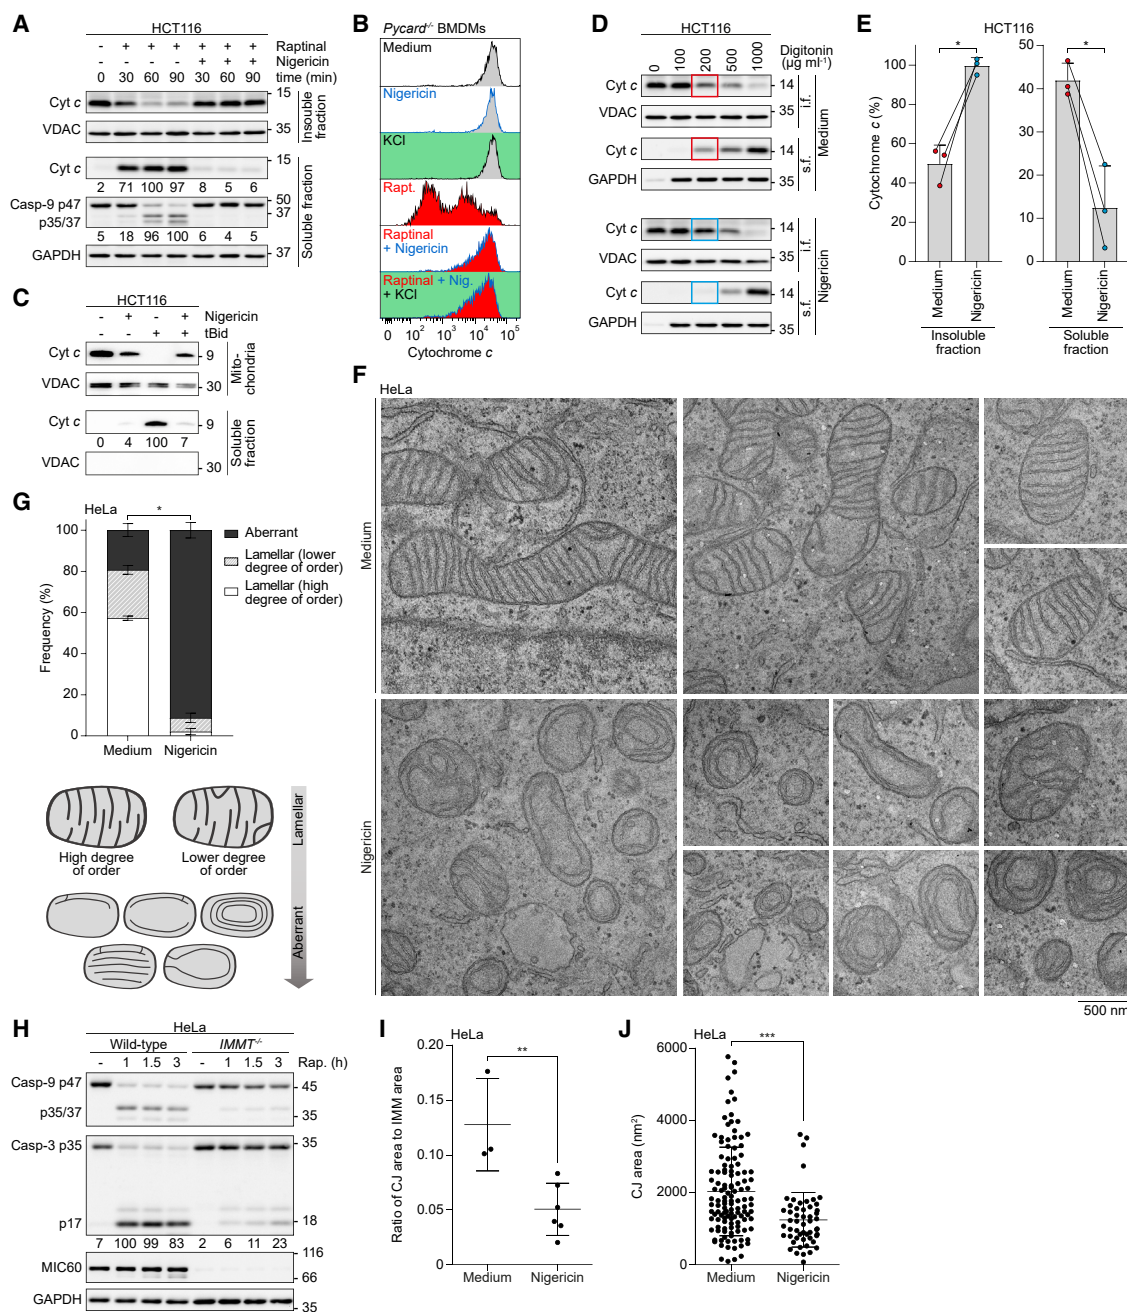 A
HCT116
- + + + + + + Raptinal
- - - - + + + Nigericin
0 30 60 90 30 60 90 time (min)
Cyt c
15
VDAC
35
Insouble
fraction
Cyt c
15
2 71 100 97 8 5 6
Casp-9 p47
50
37
p35/37
5 18 96 100 6 4 5
GAPDH
37
Soluble fraction
B
Pycard-/- BMDMs
Medium
Nigericin
KCl
Rapt.
Raptinal
+ Nigericin
Raptinal + Nig.
+ KCl
0 10² 10³ 10⁴ 10⁵
Cytochrome c
C
HCT116
- + - + Nigericin
- - + + tBid
Cyt c
9
VDAC
30
Mito-
chondria
Cyt c
9
0 4 100 7
VDAC
30
Soluble
fraction
D
HCT116
0 100 200 500 1000
Digitonin
(µg ml-1)
Cyt c
14
VDAC
35
i.f.
Cyt c
14
GAPDH
35
s.f.
Medium
Cyt c
14
VDAC
35
i.f.
Cyt c
14
GAPDH
35
s.f.
Nigericin
E
HCT116
Cytochrome c (%)
100
80
60
40
20
0
*
Medium
Nigericin
Insoluble
fraction
50
40
30
20
10
0
*
Medium
Nigericin
Soluble
fraction
F
HeLa
Medium
Nigericin
500 nm
G
HeLa
Frequency (%)
100
80
60
40
20
0
*
Medium Nigericin
Aberrant
Lamellar (lower
degree of order)
Lamellar (high
degree of order)
High degree
of order
Lower degree
of order
Lamellar
Aberrant
H
HeLa
Wild-type IMMT-/-
- 1 1.5 3 - 1 1.5 3 Rap. (h)
Casp-9 p47
45
p35/37
35
Casp-3 p35
35
p17
18
7 100 99 83 2 6 11 23
MIC60
116
66
GAPDH
35
I
HeLa
Ratio of CJ area to IMM area
0.20
0.15
0.10
0.05
0
**
Medium Nigericin
J
HeLa
CJ area (nm²)
6000
4000
2000
0
***
Medium Nigericin